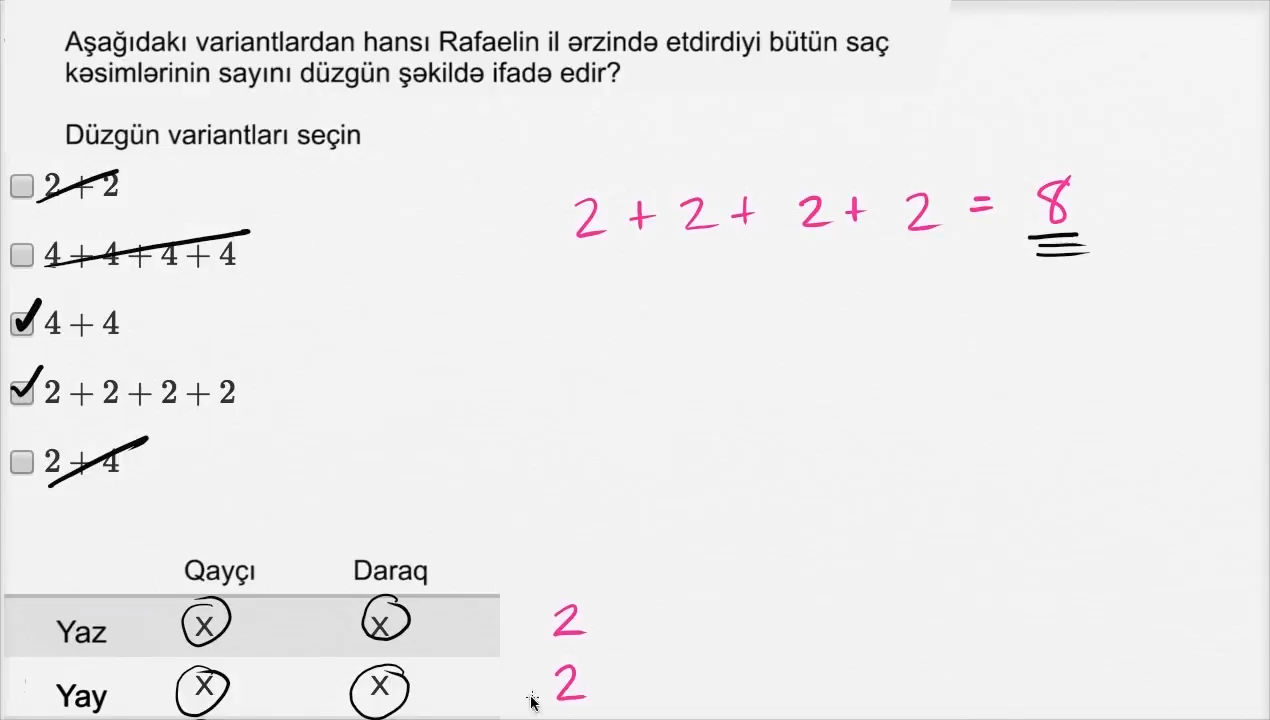 Aşağıdakı variantlardan hansı Rafaelin il ərzində etdirdiyi bütün saç
kəsimlərinin sayını düzgün şəkildə ifadə edir?
Düzgün variantları seçin
2 + 2
2 + 2 + 2 + 2 = 8
4 + 4 + 4 + 4
4 + 4
2 + 2 + 2 + 2
2 + 4
Qayçı Daraq
Yaz x x 2
Yay x x 2